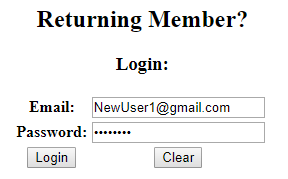 Returning Member?
Login:
Email: NewUser1@gmail.com
Password: ••••••••
Login Clear